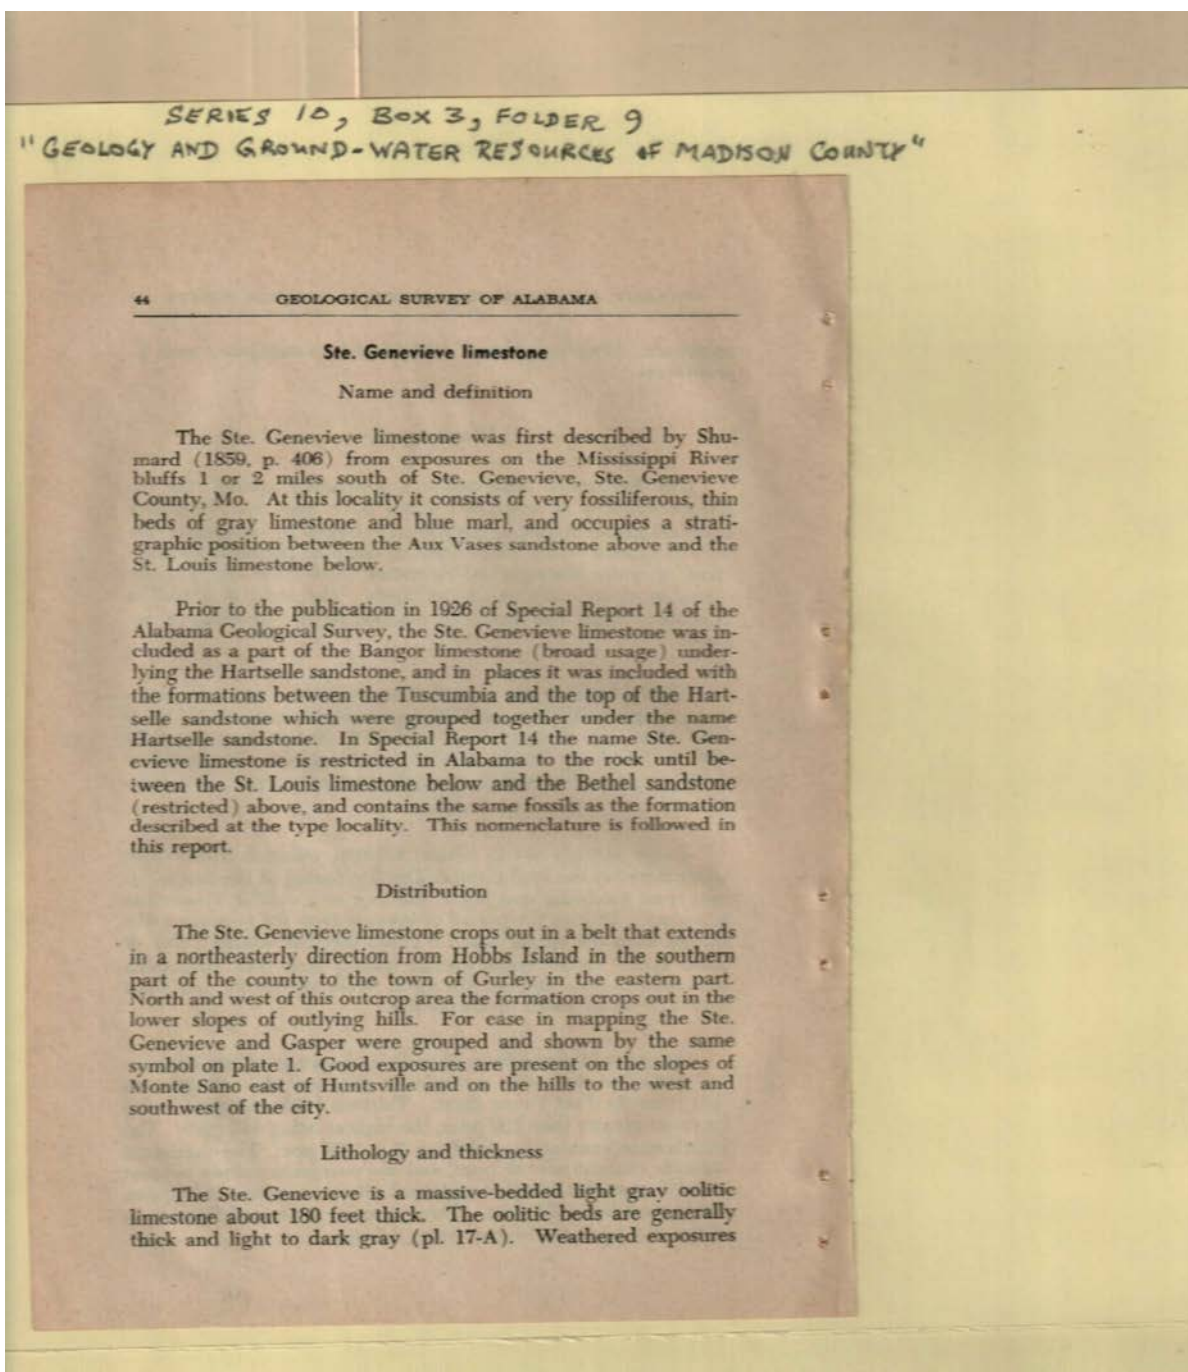 SERIES 10, BOX 3, FOLDER 9
"GEOLOGY AND GROUND-WATER RESOURCES OF MADISON COUNTY"
44 GEOLOGICAL SURVEY OF ALABAMA
Ste. Genevieve limestone
Name and definition
The Ste. Genevieve limestone was first described by Shu-
mard (1859, p. 406) from exposures on the Mississippi River
bluffs 1 or 2 miles south of Ste. Genevieve, Ste. Genevieve
County, Mo. At this locality it consists of very fossiliferous, thin
beds of gray limestone and blue marl, and occupies a strati-
graphic position between the Aux Vases sandstone above and the
St. Louis limestone below.
Prior to the publication in 1926 of Special Report 14 of the
Alabama Geological Survey, the Ste. Genevieve limestone was in-
cluded as a part of the Bangor limestone (broad usage) under-
lying the Hartselle sandstone, and in places it was included with
the formations between the Tuscumbia and the top of the Hart-
selle sandstone which were grouped together under the name
Hartselle sandstone. In Special Report 14 the name Ste. Gen-
evieve limestone is restricted in Alabama to the rock until be-
tween the St. Louis limestone below and the Bethel sandstone
(restricted) above, and contains the same fossils as the formation
described at the type locality. This nomenclature is followed in
this report.
Distribution
The Ste. Genevieve limestone crops out in a belt that extends
in a northeasterly direction from Hobbs Island in the southern
part of the county to the town of Gurley in the eastern part.
North and west of this outcrop area the formation crops out in the
lower slopes of outlying hills. For ease in mapping the Ste.
Genevieve and Gasper were grouped and shown by the same
symbol on plate 1. Good exposures are present on the slopes of
Monte Sano east of Huntsville and on the hills to the west and
southwest of the city.
Lithology and thickness
The Ste. Genevieve is a massive-bedded light gray oolitic
limestone about 180 feet thick. The oolitic beds are generally
thick and light to dark gray (pl. 17-A). Weathered exposures